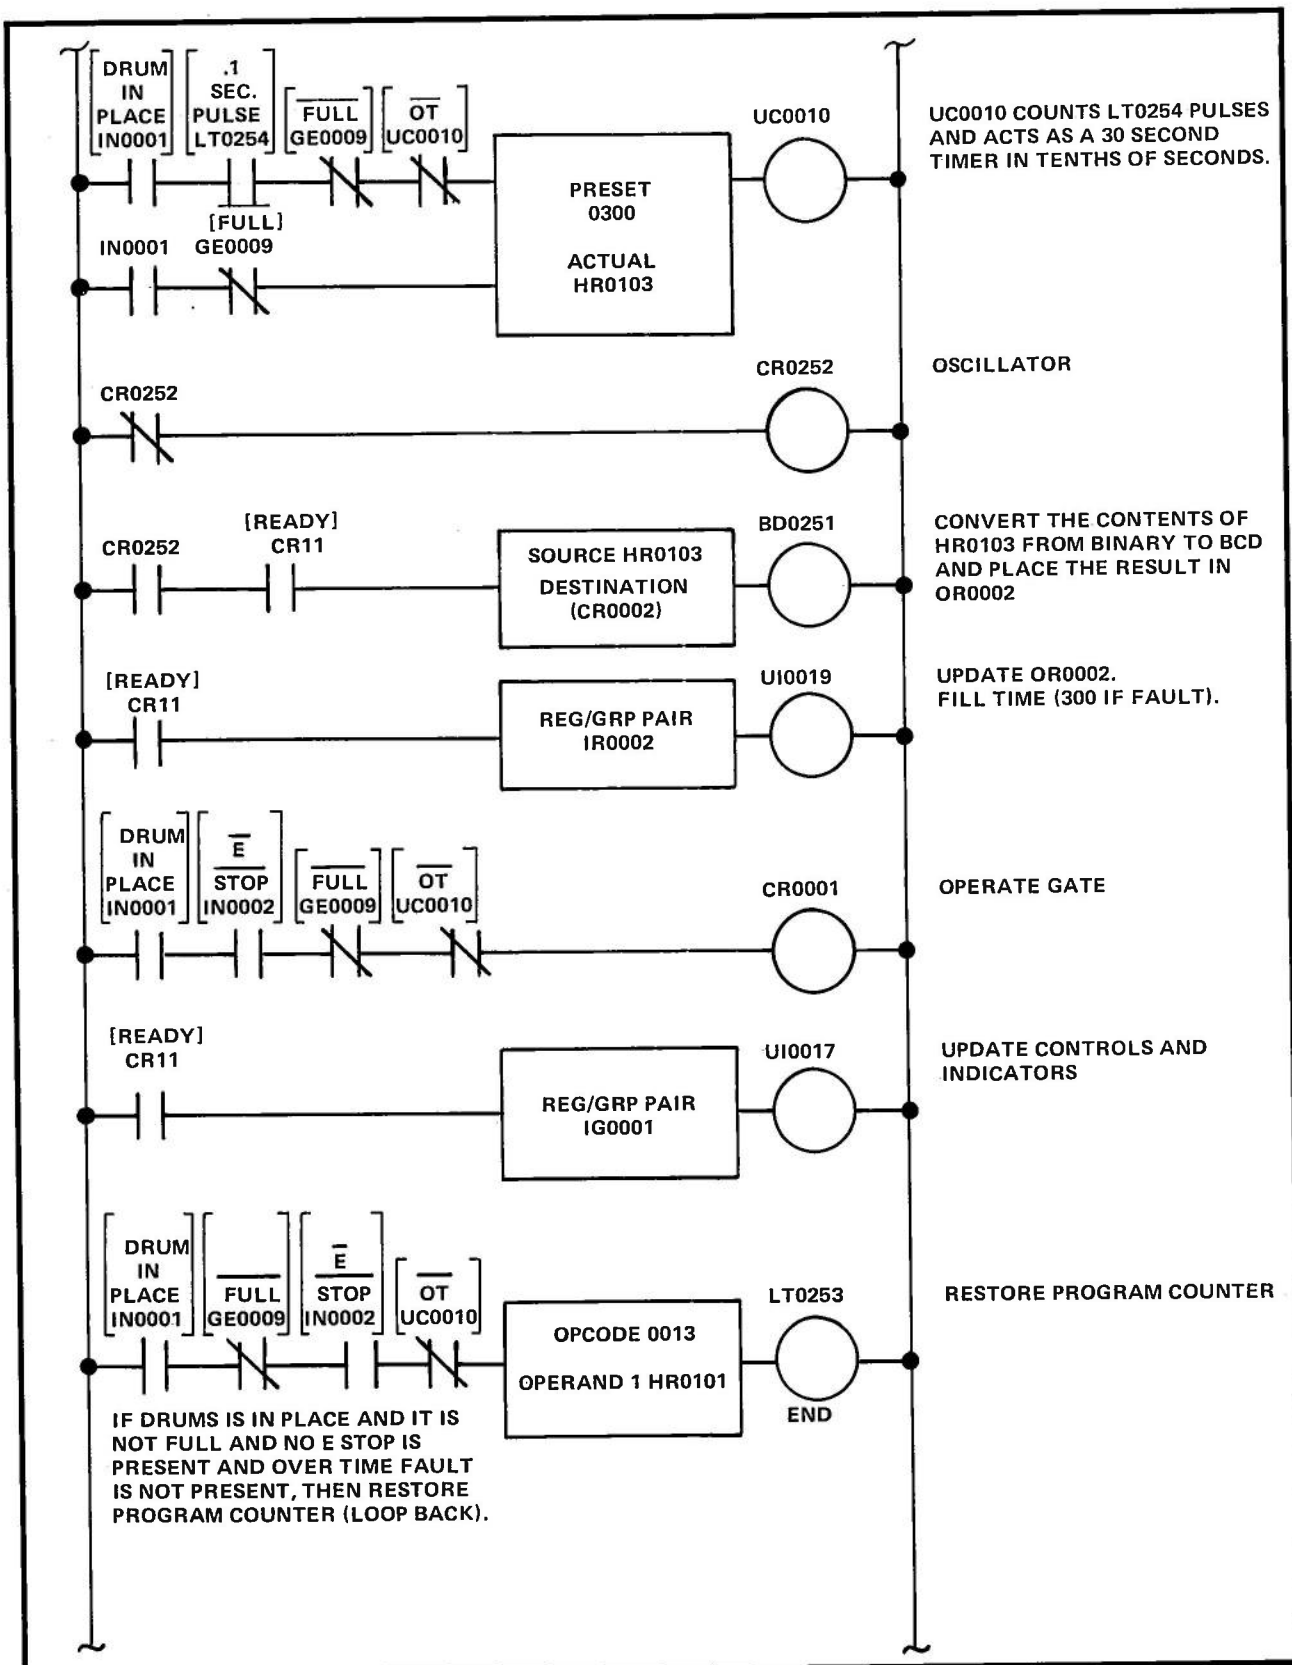 DRUM
IN
PLACE
IN0001
.1
SEC.
PULSE
LT0254
FULL
GE0009
OT
UC0010
PRESET
0300
ACTUAL
HR0103
UC0010
UC0010 COUNTS LT0254 PULSES
AND ACTS AS A 30 SECOND
TIMER IN TENTHS OF SECONDS.
[FULL]
IN0001 GE0009
CR0252
CR0252
OSCILLATOR
[READY]
CR0252 CR11
SOURCE HR0103
DESTINATION
(CR0002)
BD0251
CONVERT THE CONTENTS OF
HR0103 FROM BINARY TO BCD
AND PLACE THE RESULT IN
OR0002
[READY]
CR11
REG/GRP PAIR
IR0002
UI0019
UPDATE OR0002.
FILL TIME (300 IF FAULT).
DRUM
IN
PLACE
IN0001
E
STOP
IN0002
FULL
GE0009
OT
UC0010
CR0001
OPERATE GATE
[READY]
CR11
REG/GRP PAIR
IG0001
UI0017
UPDATE CONTROLS AND
INDICATORS
DRUM
IN
PLACE
IN0001
FULL
GE0009
E
STOP
IN0002
OT
UC0010
OPCODE 0013
OPERAND 1 HR0101
LT0253
END
RESTORE PROGRAM COUNTER
IF DRUMS IS IN PLACE AND IT IS
NOT FULL AND NO E STOP IS
PRESENT AND OVER TIME FAULT
IS NOT PRESENT, THEN RESTORE
PROGRAM COUNTER (LOOP BACK).